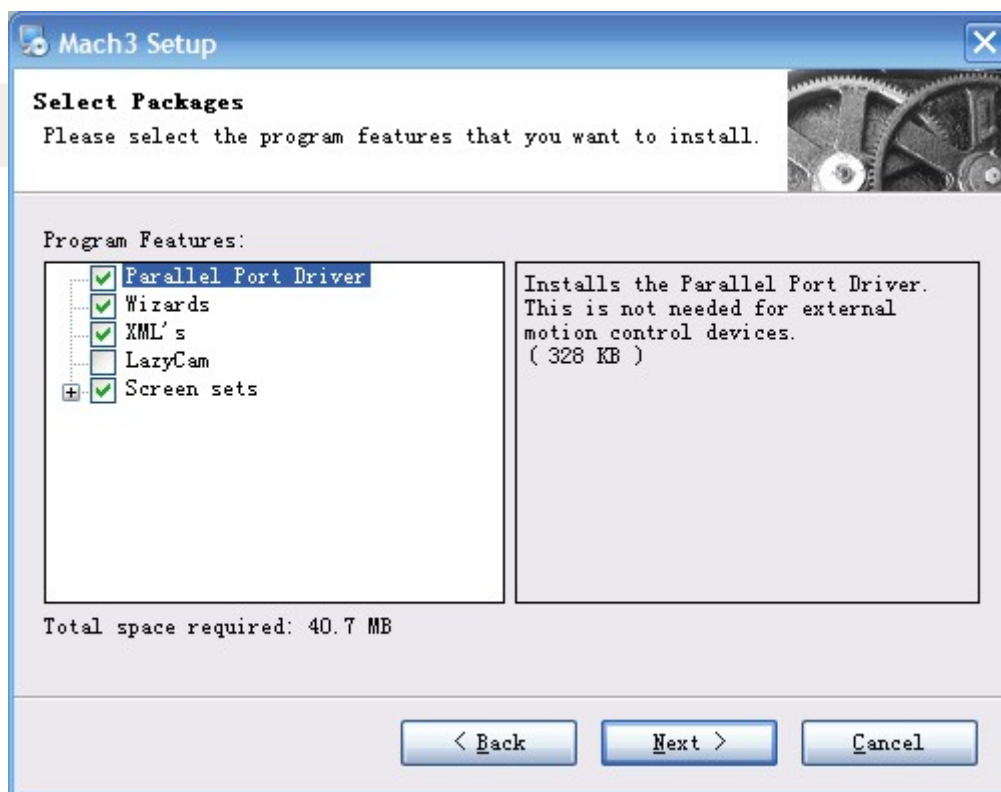 Mach3 Setup
Select Packages
Please select the program features that you want to install.
Program Features:
Parallel Port Driver
Wizards
XML's
LazyCam
Screen sets
Installs the Parallel Port Driver.
This is not needed for external
motion control devices.
( 328 KB )
Total space required: 40.7 MB
< Back
Next >
Cancel